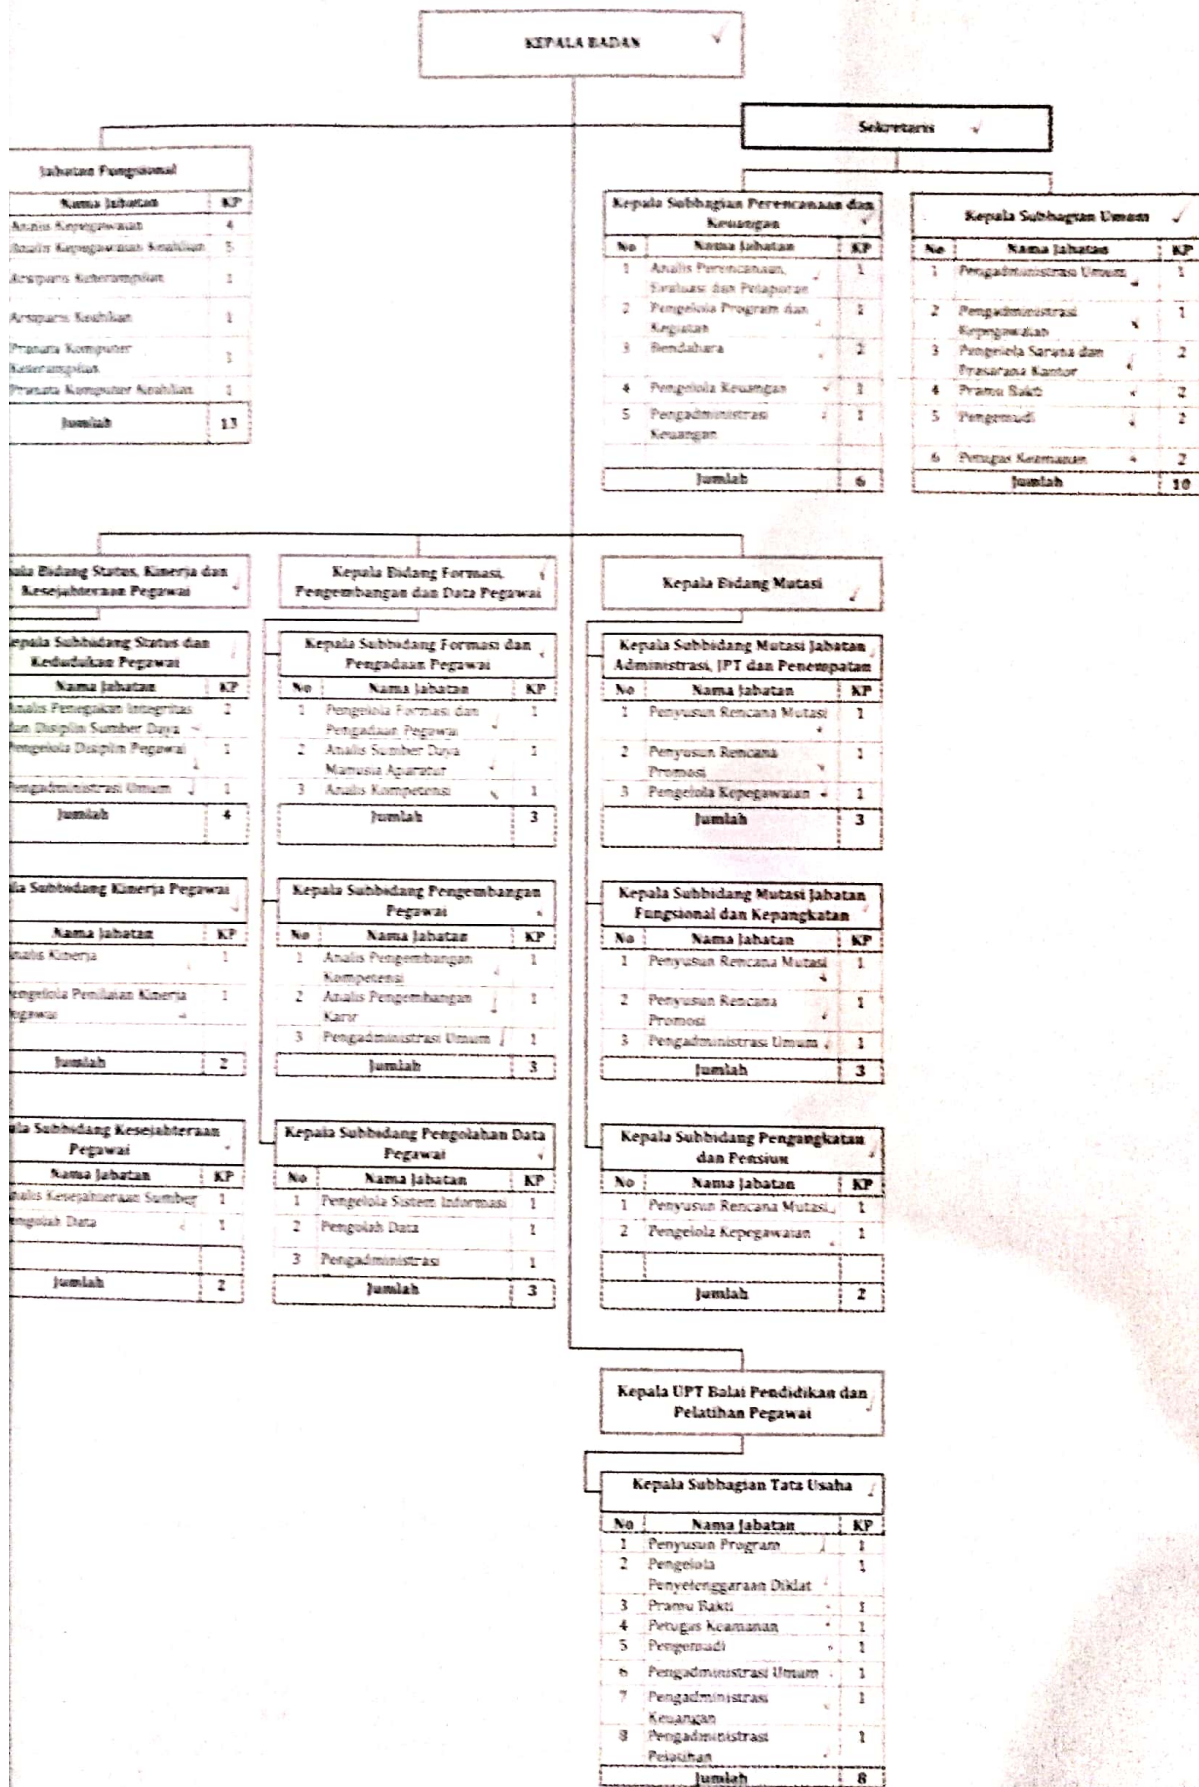 KEPALA BADAN
Sekretaris
Jabatan Fungsional
Nama Jabatan KP
Analis Kepegawaian 4
Analis Kepegawaian Keahlian 5
Arsiparis Keterampilan 1
Arsiparis Keahlian 1
Pranata Komputer
Keterampilan 1
Pranata Komputer Keahlian 1
Jumlah 13
Kepala Subbagian Perencanaan dan
Keuangan
No Nama Jabatan KP
1 Analis Perencanaan, 1
Evaluasi dan Pelaporan
2 Pengelola Program dan 1
Kegiatan
3 Bendahara 2
4 Pengelola Keuangan 1
5 Pengadministrasi 1
Keuangan
Jumlah 6
Kepala Subbagian Umum
No Nama Jabatan KP
1 Pengadministrasi Umum 1
2 Pengadministrasi 1
Kepegawaian
3 Pengelola Sarana dan 2
Prasarana Kantor
4 Pramu Bakti 2
5 Pengemudi 2
6 Petugas Keamanan 2
Jumlah 10
Bidang Status, Kinerja dan
Kesejahteraan Pegawai
Kepala Bidang Formasi,
Pengembangan dan Data Pegawai
Kepala Bidang Mutasi
Kepala Subbidang Status dan
Kedudukan Pegawai
Nama Jabatan KP
Analis Penegakan Integritas 2
dan Disiplin Sumber Daya
Pengelola Disiplin Pegawai 1
Pengadministrasi Umum 1
Jumlah 4
Kepala Subbidang Formasi dan
Pengadaan Pegawai
No Nama Jabatan KP
1 Pengelola Formasi dan 1
Pengadaan Pegawai
2 Analis Sumber Daya 1
Manusia Aparatur
3 Analis Kompetensi 1
Jumlah 3
Kepala Subbidang Mutasi Jabatan
Administrasi, JPT dan Penempatan
No Nama Jabatan KP
1 Penyusun Rencana Mutasi 1
2 Penyusun Rencana 1
Promosi
3 Pengelola Kepegawaian 1
Jumlah 3
Subbidang Kinerja Pegawai
Nama Jabatan KP
Analis Kinerja 1
Pengelola Penilaian Kinerja 1
Pegawai
Jumlah 2
Kepala Subbidang Pengembangan
Pegawai
No Nama Jabatan KP
1 Analis Pengembangan 1
Kompetensi
2 Analis Pengembangan 1
Karir
3 Pengadministrasi Umum 1
Jumlah 3
Kepala Subbidang Mutasi Jabatan
Fungsional dan Kepangkatan
No Nama Jabatan KP
1 Penyusun Rencana Mutasi 1
2 Penyusun Rencana 1
Promosi
3 Pengadministrasi Umum 1
Jumlah 3
Subbidang Kesejahteraan
Pegawai
Nama Jabatan KP
Analis Kesejahteraan Sumber 1
Pengolah Data 1
Jumlah 2
Kepala Subbidang Pengolahan Data
Pegawai
No Nama Jabatan KP
1 Pengelola Sistem Informasi 1
2 Pengolah Data 1
3 Pengadministrasi 1
Jumlah 3
Kepala Subbidang Pengangkatan
dan Pensiun
No Nama Jabatan KP
1 Penyusun Rencana Mutasi 1
2 Pengelola Kepegawaian 1
Jumlah 2
Kepala UPT Balai Pendidikan dan
Pelatihan Pegawai
Kepala Subbagian Tata Usaha
No Nama Jabatan KP
1 Penyusun Program 1
2 Pengelola 1
Penyelenggaraan Diklat
3 Pramu Bakti 1
4 Petugas Keamanan 1
5 Pengemudi 1
6 Pengadministrasi Umum 1
7 Pengadministrasi 1
Keuangan
8 Pengadministrasi 1
Pelatihan
Jumlah 8